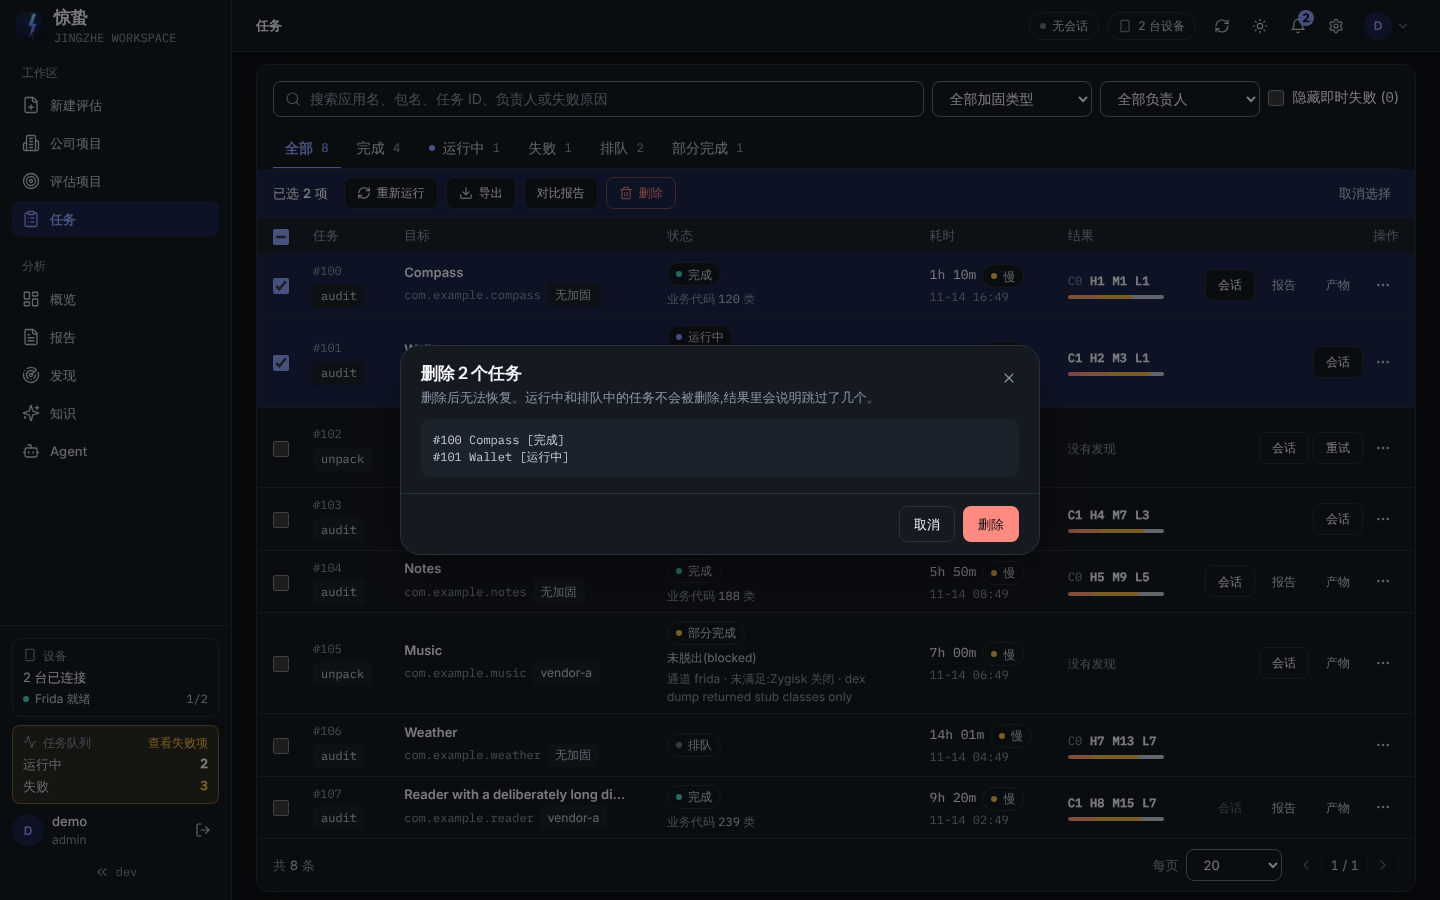 惊蛰
JINGZHE WORKSPACE
工作区
新建评估
公司项目
评估项目
任务
分析
概览
报告
发现
知识
Agent
设备
2 台已连接
Frida 就绪 1/2
任务队列 查看失败项
运行中 2
失败 3
D demo
admin
dev
任务
无会话 2 台设备 2 D
搜索应用名、包名、任务 ID、负责人或失败原因 全部加固类型 全部负责人 隐藏即时失败 (0)
全部 8 完成 4 运行中 1 失败 1 排队 2 部分完成 1
已选 2 项 重新运行 导出 对比报告 删除 取消选择
任务 目标 状态 耗时 结果 操作
#100 Compass 完成 1h 10m 慢 C0 H1 M1 L1 会话 报告 产物
audit com.example.compass 无加固 业务代码 120 类 11-14 16:49
#101 运行中 C1 H2 M3 L1 会话
audit
删除 2 个任务
删除后无法恢复。运行中和排队中的任务不会被删除,结果里会说明跳过了几个。
#100 Compass [完成]
#101 Wallet [运行中]
取消 删除
#102 没有发现 会话 重试
unpack
#103 C1 H4 M7 L3 会话
audit
#104 Notes 完成 5h 50m 慢 C0 H5 M9 L5 会话 报告 产物
audit com.example.notes 无加固 业务代码 188 类 11-14 08:49
#105 Music 部分完成 7h 00m 慢 没有发现 会话 产物
unpack com.example.music vendor-a 未脱出(blocked) 11-14 06:49
通道 frida · 未满足:Zygisk 关闭 · dex
dump returned stub classes only
#106 Weather 排队 14h 01m 慢 C0 H7 M13 L7
audit com.example.weather 无加固 11-14 04:49
#107 Reader with a deliberately long di... 完成 9h 20m 慢 C1 H8 M15 L7 会话 报告 产物
audit com.example.reader vendor-a 业务代码 239 类 11-14 02:49
共 8 条 每页 20 1 / 1